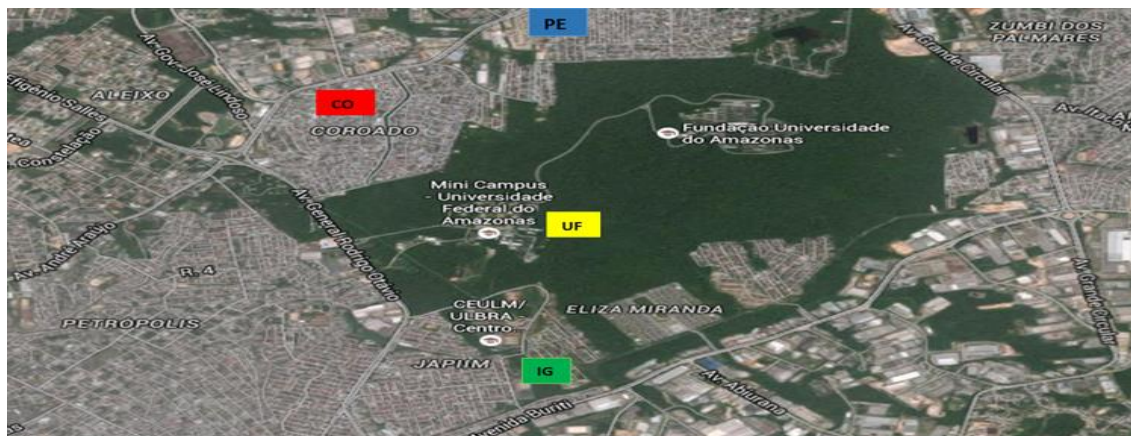 PE
ZUMBI DOS
PALMARES
Av. Gov. José Lindoso
Av. Grande Circular
Efigênio Salles
ALEIXO
CO
COROADO
Fundação Universidade
do Amazonas
Constelação
Mini Campus
- Universidade
Federal do
Amazonas
UF
Av. General Rodrigo Otávio
Av. André Araújo
R. 4
Av. Grande Circular
PETRÓPOLIS
CEULM/
ULBRA -
Centro
ELIZA MIRANDA
JAPIIM
IG
Av. Abiurana
Avenida Buriti